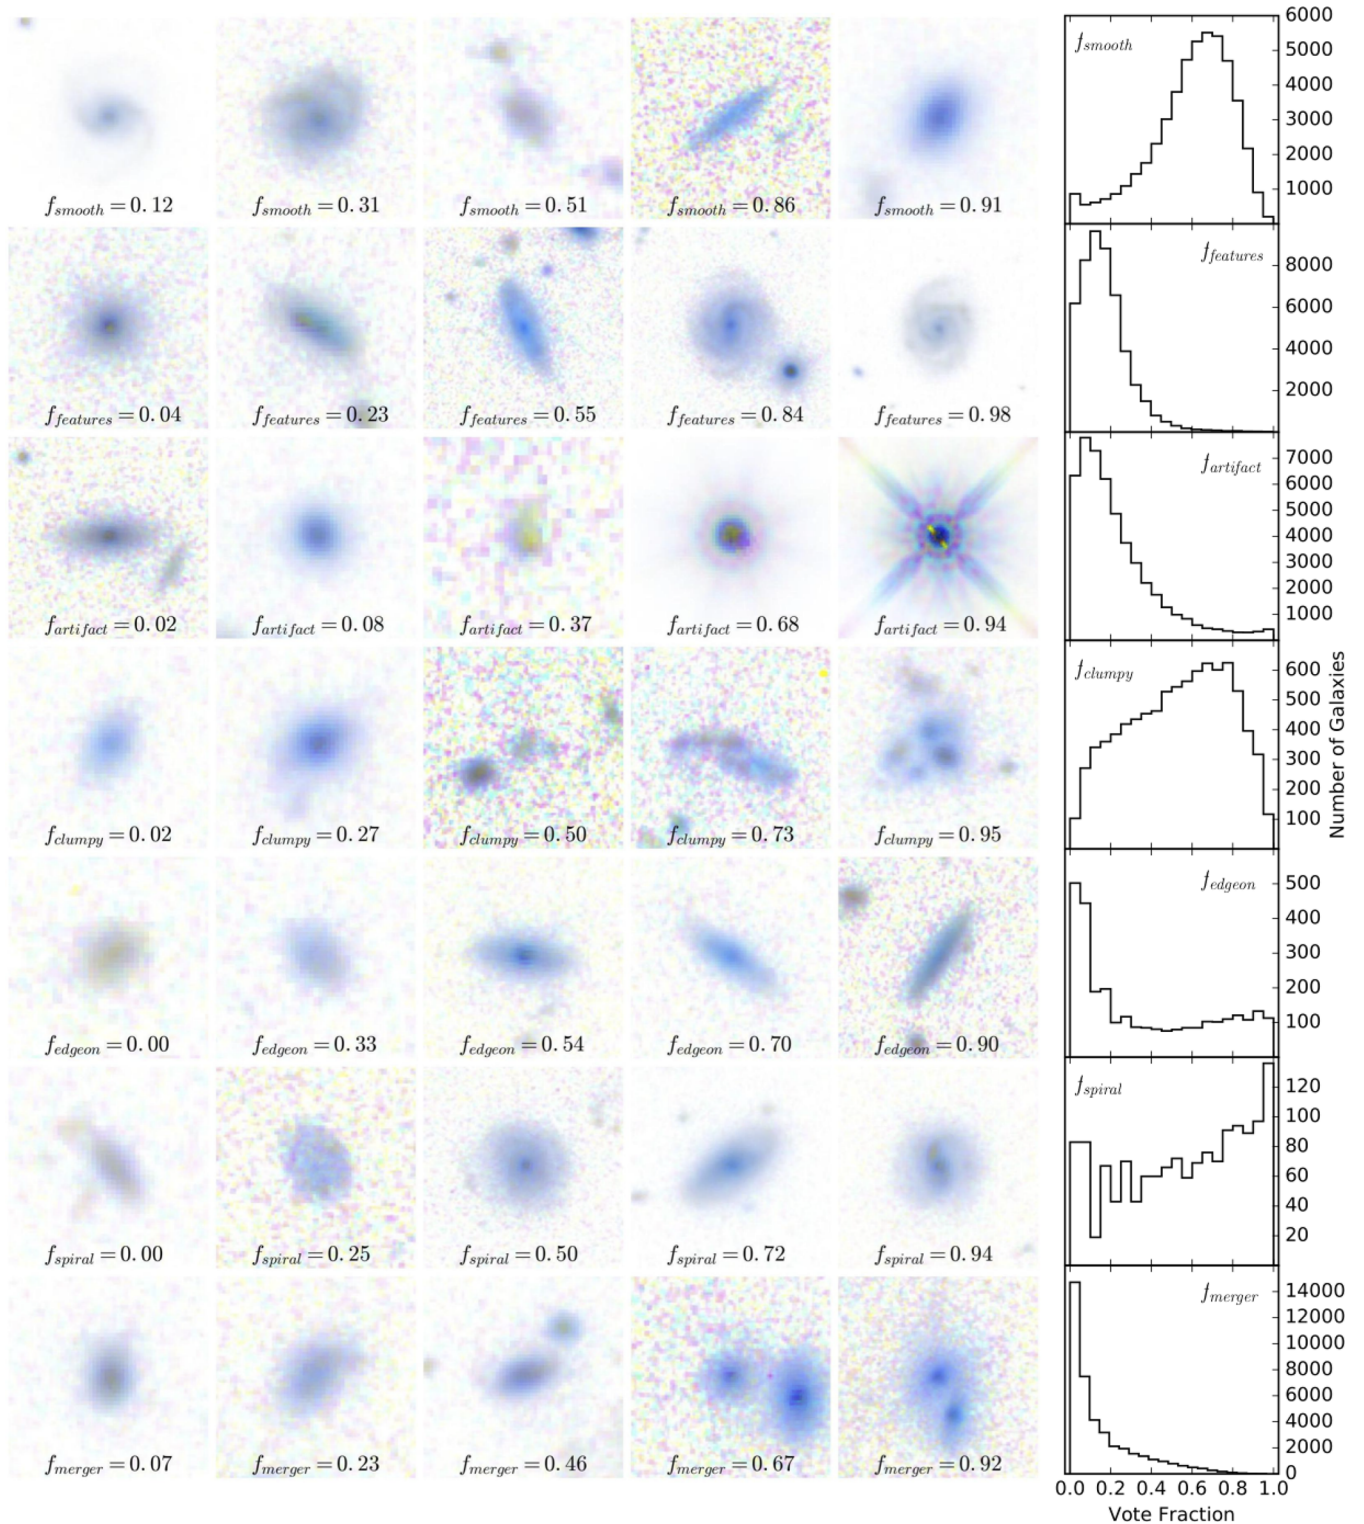 f_smooth = 0.12 f_smooth = 0.31 f_smooth = 0.51 f_smooth = 0.86 f_smooth = 0.91
f_smooth
6000
5000
4000
3000
2000
1000
f_features = 0.04 f_features = 0.23 f_features = 0.55 f_features = 0.84 f_features = 0.98
f_features
8000
6000
4000
2000
f_artifact = 0.02 f_artifact = 0.08 f_artifact = 0.37 f_artifact = 0.68 f_artifact = 0.94
f_artifact
7000
6000
5000
4000
3000
2000
1000
f_clumpy = 0.02 f_clumpy = 0.27 f_clumpy = 0.50 f_clumpy = 0.73 f_clumpy = 0.95
f_clumpy
600
500
400
300
200
100
f_edgeon = 0.00 f_edgeon = 0.33 f_edgeon = 0.54 f_edgeon = 0.70 f_edgeon = 0.90
f_edgeon
500
400
300
200
100
f_spiral = 0.00 f_spiral = 0.25 f_spiral = 0.50 f_spiral = 0.72 f_spiral = 0.94
f_spiral
120
100
80
60
40
20
f_merger = 0.07 f_merger = 0.23 f_merger = 0.46 f_merger = 0.67 f_merger = 0.92
f_merger
14000
12000
10000
8000
6000
4000
2000
0
0.0 0.2 0.4 0.6 0.8 1.0
Vote Fraction
Number of Galaxies